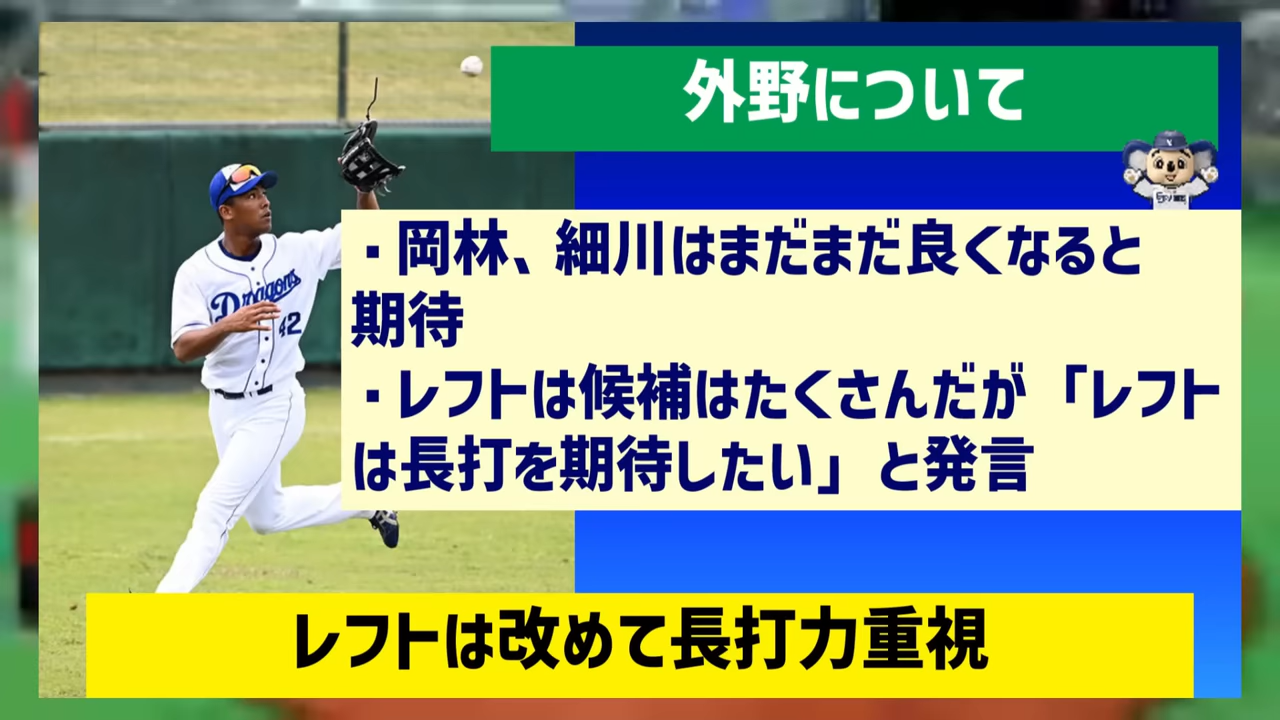 外野について
・岡林、細川はまだまだ良くなると
期待
・レフトは候補はたくさんだが「レフト
は長打を期待したい」と発言
Dragons
42
レフトは改めて長打力重視